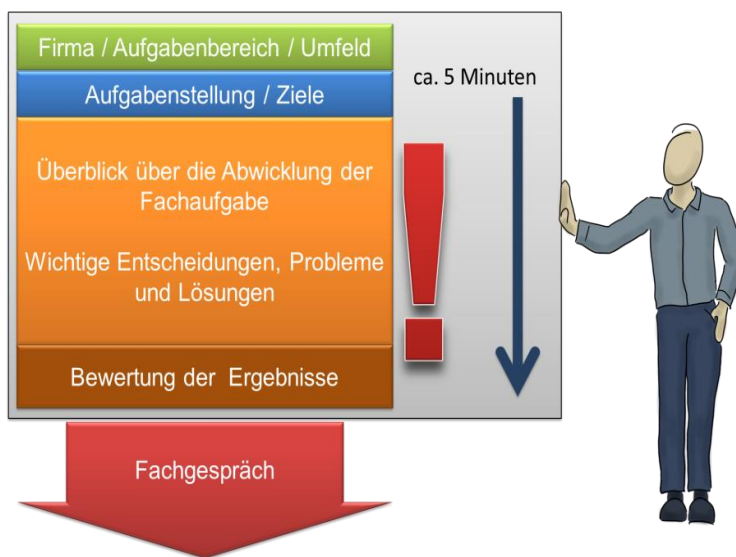 Firma / Aufgabenbereich / Umfeld
Aufgabenstellung / Ziele
ca. 5 Minuten
Überblick über die Abwicklung der
Fachaufgabe
Wichtige Entscheidungen, Probleme
und Lösungen
!
Bewertung der Ergebnisse
Fachgespräch